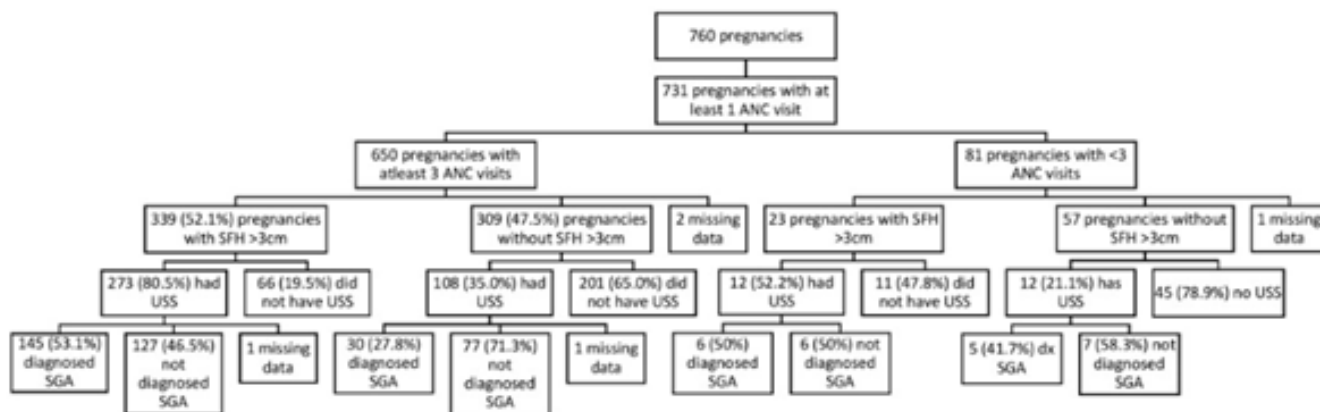 760 pregnancies
731 pregnancies with at
least 1 ANC visit
650 pregnancies with
atleast 3 ANC visits
81 pregnancies with <3
ANC visits
339 (52.1%) pregnancies
with SFH >3cm
309 (47.5%) pregnancies
without SFH >3cm
2 missing
data
23 pregnancies with SFH
>3cm
57 pregnancies without
SFH >3cm
1 missing
data
273 (80.5%) had
USS
66 (19.5%) did
not have USS
108 (35.0%) had
USS
201 (65.0%) did
not have USS
12 (52.2%) had
USS
11 (47.8%) did
not have USS
12 (21.1%) has
USS
45 (78.9%) no USS
145 (53.1%)
diagnosed
SGA
127 (46.5%)
not
diagnosed
SGA
1 missing
data
30 (27.8%)
diagnosed
SGA
77 (71.3%)
not
diagnosed
SGA
1 missing
data
6 (50%)
diagnosed
SGA
6 (50%) not
diagnosed
SGA
5 (41.7%) dx
SGA
7 (58.3%) not
diagnosed
SGA